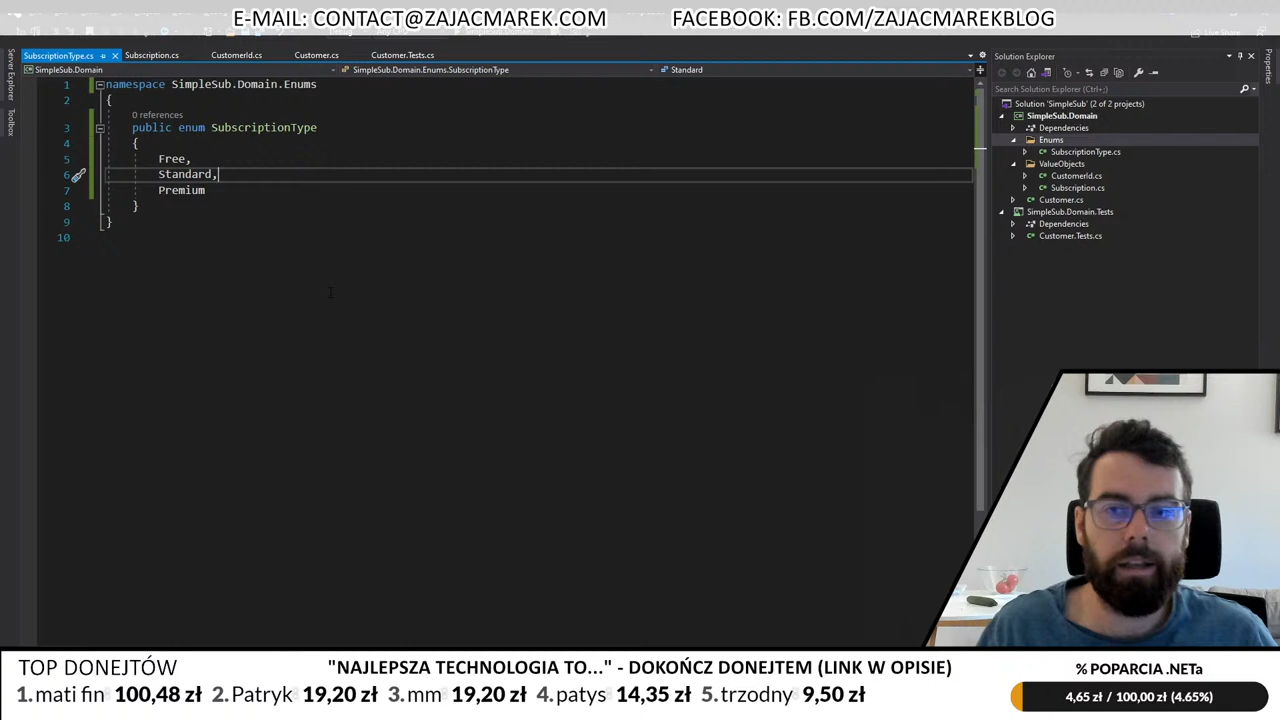 E-MAIL: CONTACT@ZAJACMAREK.COM
FACEBOOK: FB.COM/ZAJACMAREKBLOG
Live Share
SubscriptionType.cs
Subscription.cs
CustomerId.cs
Customer.cs
Customer.Tests.cs
SimpleSub.Domain
SimpleSub.Domain.Enums.SubscriptionType
Standard
Server Explorer
Toolbox
1 namespace SimpleSub.Domain.Enums
2 {
0 references
3 public enum SubscriptionType
4 {
5 Free,
6 Standard,
7 Premium
8 }
9 }
10
Solution Explorer
Search Solution Explorer (Ctrl+;)
Solution 'SimpleSub' (2 of 2 projects)
SimpleSub.Domain
Dependencies
Enums
SubscriptionType.cs
ValueObjects
CustomerId.cs
Subscription.cs
Customer.cs
SimpleSub.Domain.Tests
Dependencies
Customer.Tests.cs
Properties
TOP DONEJTÓW
"NAJLEPSZA TECHNOLOGIA TO..." - DOKOŃCZ DONEJTEM (LINK W OPISIE)
% POPARCIA .NETa
1. mati fin 100,48 zł 2. Patryk 19,20 zł 3. mm 19,20 zł 4. patys 14,35 zł 5. trzodny 9,50 zł
4,65 zł / 100,00 zł (4.65%)